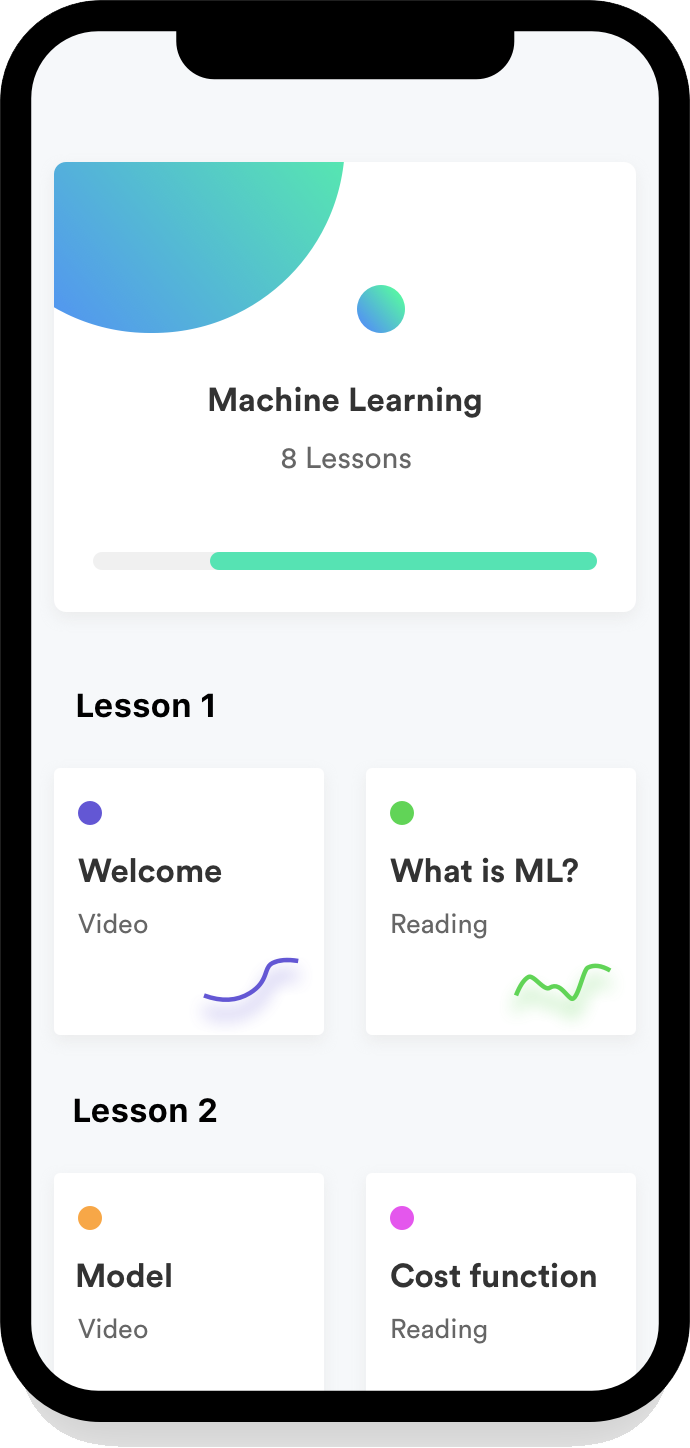 Machine Learning
8 Lessons
Lesson 1
Welcome
Video
What is ML?
Reading
Lesson 2
Model
Video
Cost function
Reading